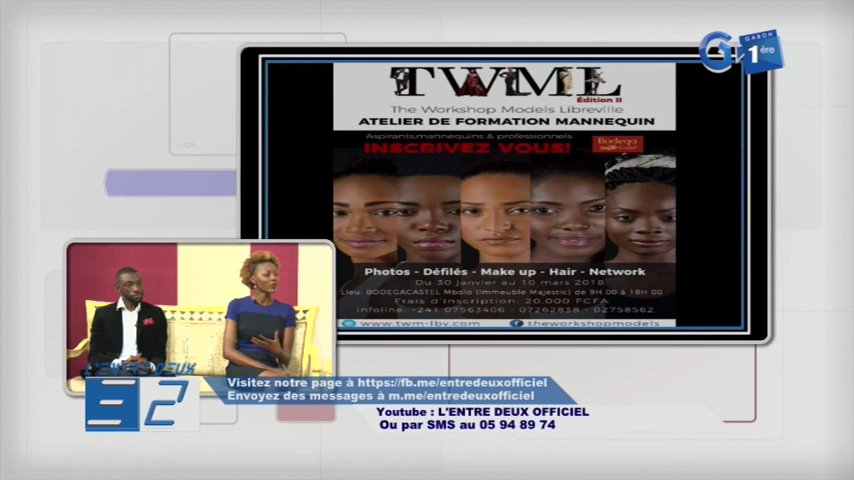 GABON
G 1ère
TWML
Édition II
The Workshop Models Libreville
ATELIER DE FORMATION MANNEQUIN
Aspirants,mannequins & professionnels
INSCRIVEZ VOUS!
Bodega
Photos - Défilés - Make up - Hair - Network
Du 30 janvier au 10 mars 2018
Lieu: BODEGACASTEL Mbolo (Immeuble Majestic) de 9H 00 à 18H 00
Frais d'inscription: 20.000 FCFA
Infoline: +241 07563406 - 07262838 - 02758562
www.twm-lbv.com
theworkshopmodels
L'ENTRE DEUX
Visitez notre page à https://fb.me/entredeuxofficiel
Envoyez des messages à m.me/entredeuxofficiel
Youtube : L'ENTRE DEUX OFFICIEL
Ou par SMS au 05 94 89 74